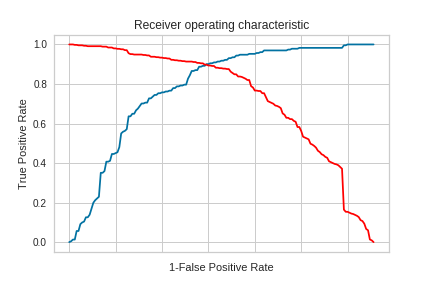 Receiver operating characteristic
1.0
0.8
0.6
0.4
0.2
0.0
True Positive Rate
1-False Positive Rate